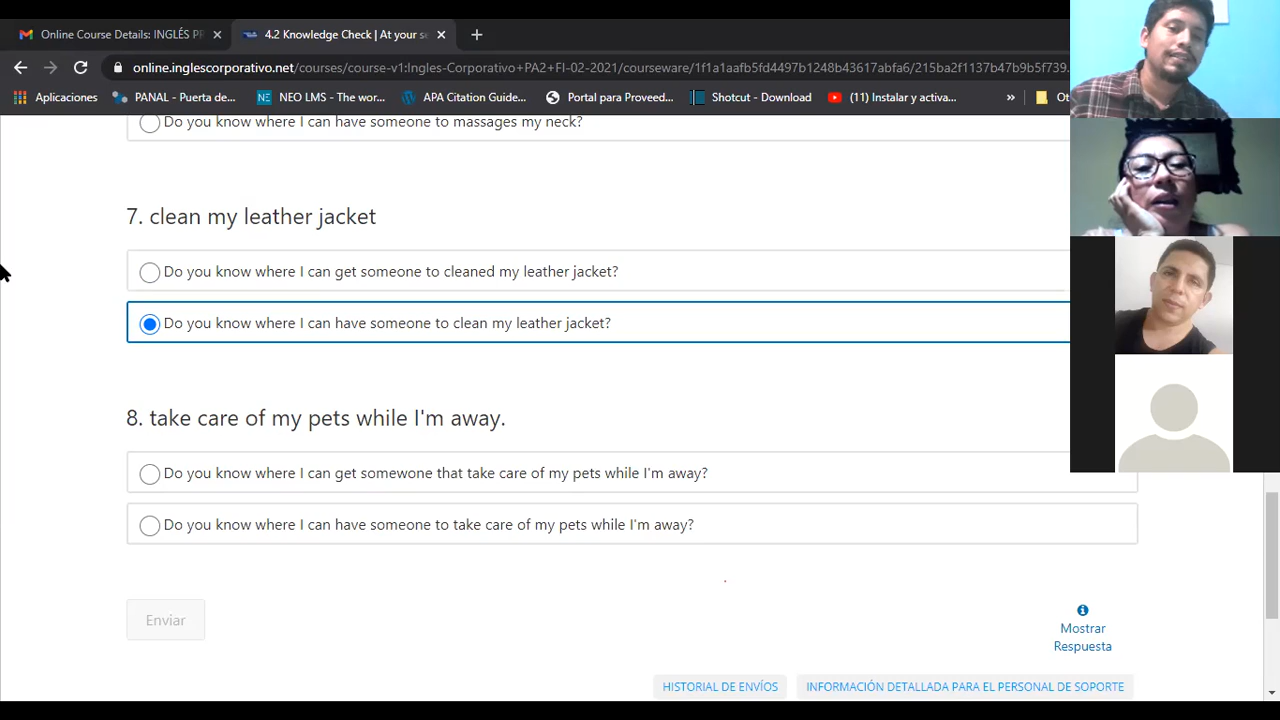 Online Course Details: INGLÉS PR
4.2 Knowledge Check | At your se
online.inglescorporativo.net/courses/course-v1:Ingles-Corporativo+PA2+FI-02-2021/courseware/1f1a1aafb5fd4497b1248b43617abfa6/215ba2f1137b47b9b5f739
Aplicaciones PANAL - Puerta de... NEO LMS - The wo... APA Citation Guide... Portal para Proveed... Shotcut - Download (11) Instalar y activa... » Ot
Do you know where I can have someone to massages my neck?
7. clean my leather jacket
Do you know where I can get someone to cleaned my leather jacket?
Do you know where I can have someone to clean my leather jacket?
8. take care of my pets while I'm away.
Do you know where I can get somewone that take care of my pets while I'm away?
Do you know where I can have someone to take care of my pets while I'm away?
Enviar
Mostrar
Respuesta
HISTORIAL DE ENVÍOS
INFORMACIÓN DETALLADA PARA EL PERSONAL DE SOPORTE